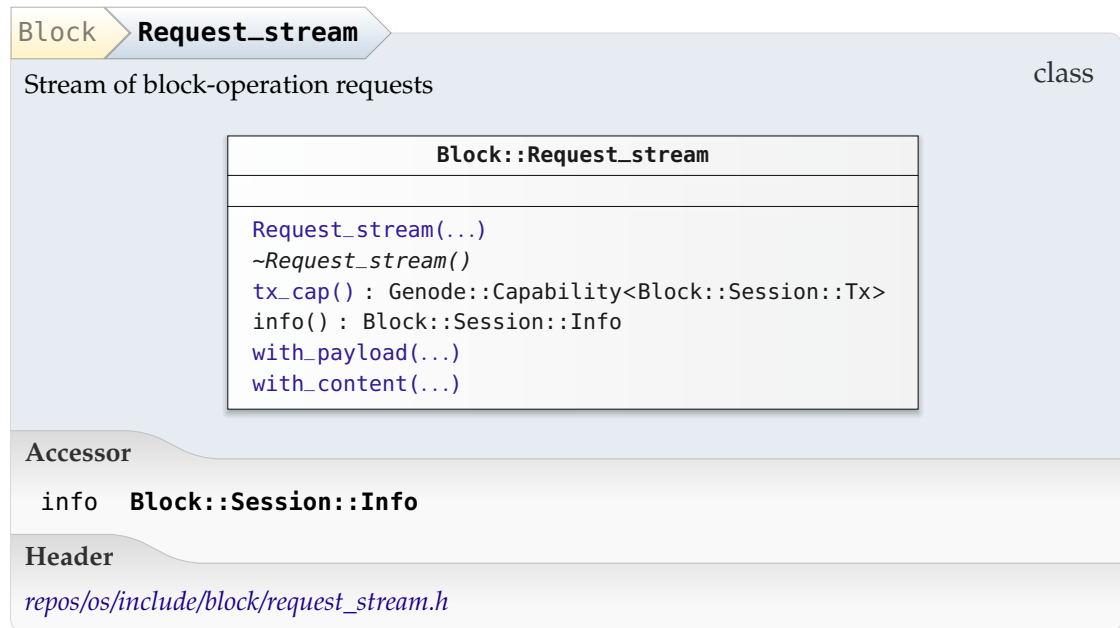 Block Request_stream
class
Stream of block-operation requests
Block::Request_stream
Request_stream(...)
~Request_stream()
tx_cap() : Genode::Capability<Block::Session::Tx>
info() : Block::Session::Info
with_payload(...)
with_content(...)
Accessor
info Block::Session::Info
Header
repos/os/include/block/request_stream.h